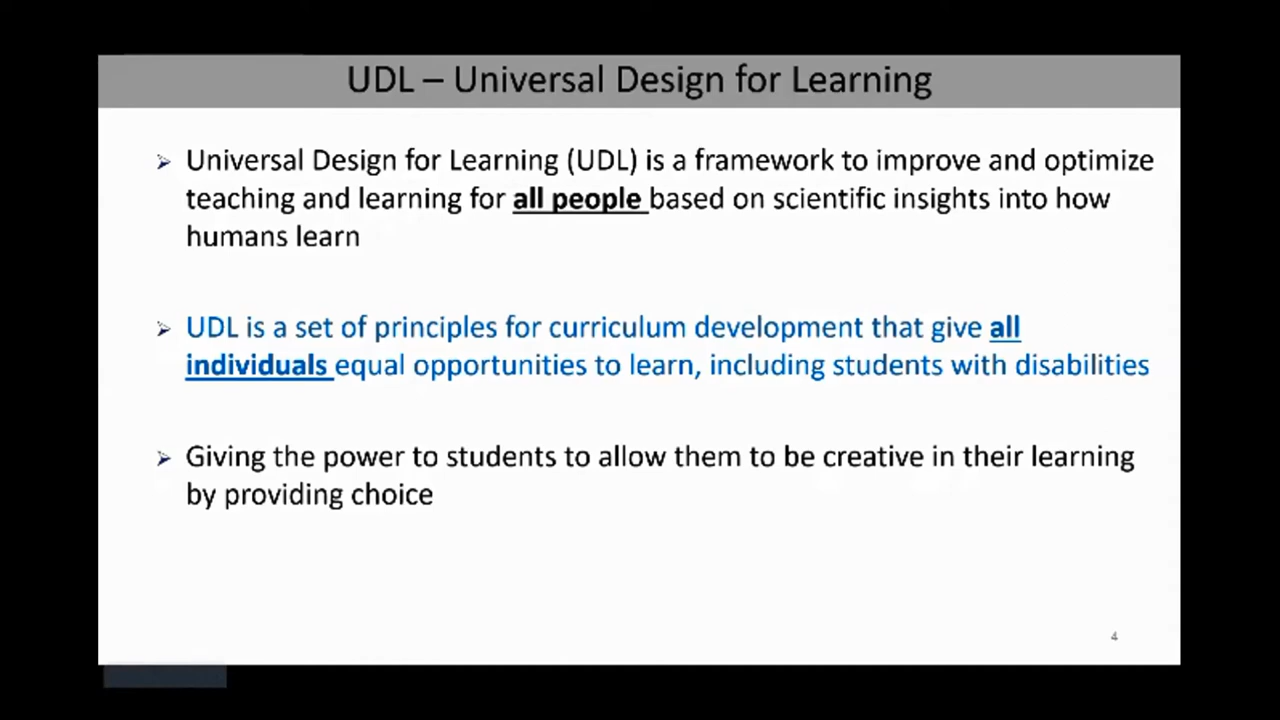 UDL – Universal Design for Learning
Universal Design for Learning (UDL) is a framework to improve and optimize
teaching and learning for all people based on scientific insights into how
humans learn
UDL is a set of principles for curriculum development that give all
individuals equal opportunities to learn, including students with disabilities
Giving the power to students to allow them to be creative in their learning
by providing choice
4